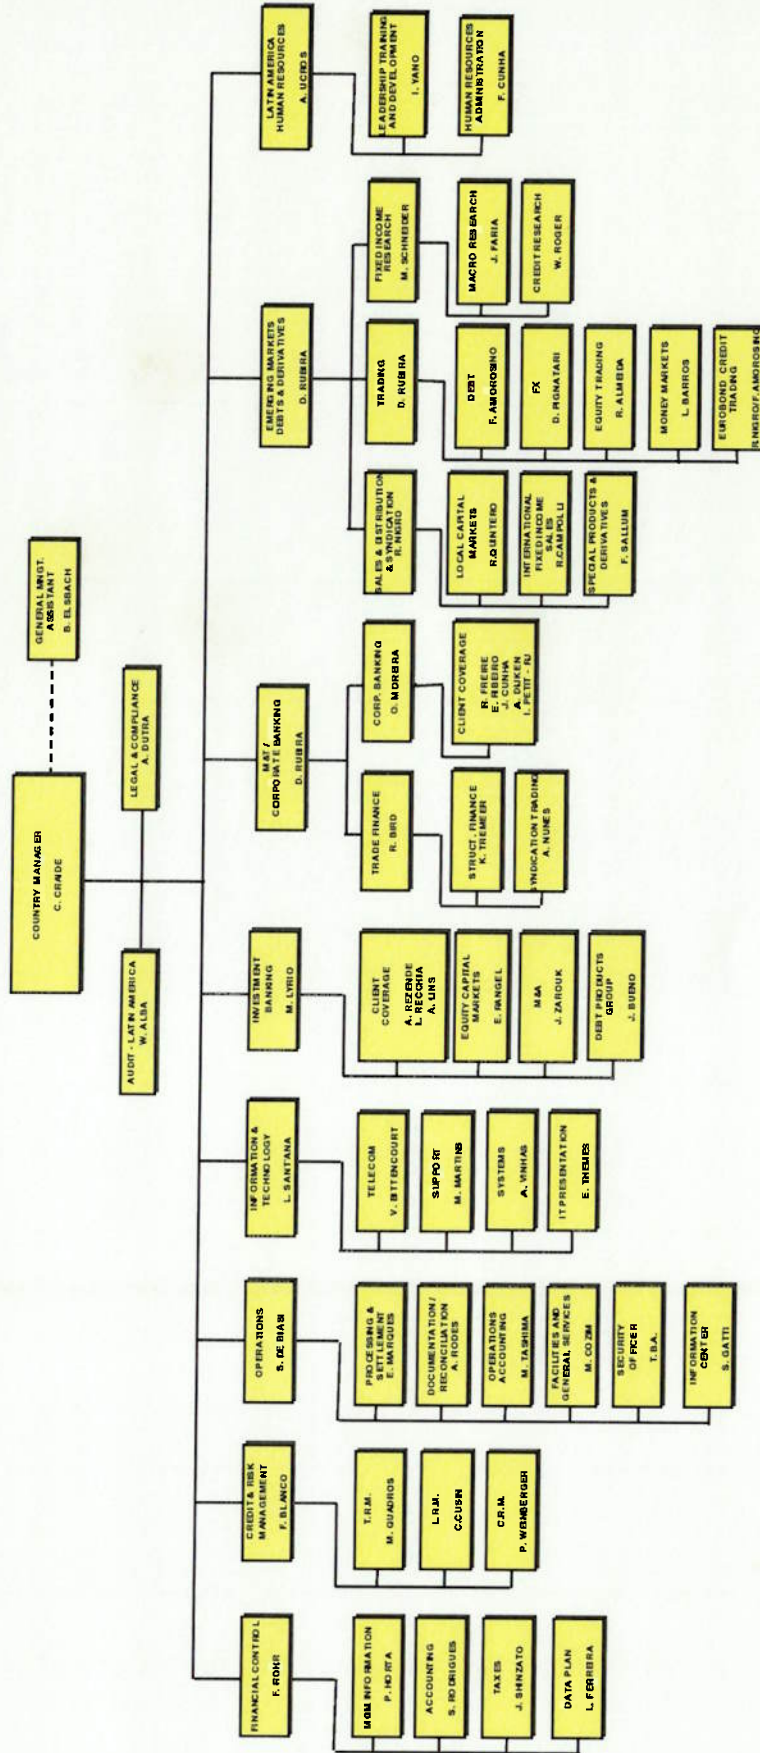 COUNTRY MANAGER
C. CRAIDE
GENERAL MNGT.
ASSISTANT
B. ELSBACH
AUDIT - LATIN AMERICA
W. ALBA
LEGAL & COMPLIANCE
A. DUTRA
FINANCIAL CONTROL
F. ROHR
MGM INFORMATION
P. HORTA
ACCOUNTING
S. RODRIGUES
TAXES
J. SHINZATO
DATA PLAN
L. FERREIRA
CREDIT & RISK
MANAGEMENT
F. BLANCO
T.R.M.
M. QUADROS
L.R.M.
C.CUSIN
C.R.M.
P. WEINBERGER
OPERATIONS
S. DE BIASI
PROCESSING &
SETTLEMENT
E. MARQUES
DOCUMENTATION /
RECONCILIATION
A. RODES
OPERATIONS
ACCOUNTING
M. TASHIMA
FACILITIES AND
GENERAL SERVICES
M. COZIM
SECURITY
OFFICER
T.B.A.
INFORMATION
CENTER
S. GATTI
INFORMATION &
TECHNOLOGY
L. SANTANA
TELECOM
V. BITTENCOURT
SUPPORT
M. MARTINS
SYSTEMS
A. VINHAS
IT PRESENTATION
E. THEMES
INVESTMENT
BANKING
M. LYRIO
CLIENT
COVERAGE
A. REZENDE
L. RECCHIA
A. LINS
EQUITY CAPITAL
MARKETS
E. RANGEL
M&A
J. ZAROUK
DEBT PRODUCTS
GROUP
J. BUENO
M&T /
CORPORATE BANKING
D. RUBIRA
TRADE FINANCE
R. BIRD
STRUCT. FINANCE
K. TREMEER
SYNDICATION TRADING
A. NUNES
CORP. BANKING
O. MOREIRA
CLIENT COVERAGE
R. FREIRE
E. RIBEIRO
J. CUNHA
A. DIJKEN
I. PETIT - RJ
EMERGING MARKETS
DEBTS & DERIVATIVES
D. RUBIRA
SALES & DISTRIBUTION
& SYNDICATION
R. NIGRO
LOCAL CAPITAL
MARKETS
R.QUINTERO
INTERNATIONAL
FIXED INCOME
SALES
R.CAMPOLLI
SPECIAL PRODUCTS &
DERIVATIVES
F. SALLUM
TRADING
D. RUBIRA
DEBT
F. AMOROSINO
FX
D. PIGNATARI
EQUITY TRADING
R. ALMEIDA
MONEY MARKETS
L. BARROS
EUROBOND CREDIT
TRADING
R.NIGRO/F.AMOROSINO
FIXED INCOME
RESEARCH
M. SCHNEIDER
MACRO RESEARCH
J. FARIA
CREDIT RESEARCH
W. ROGER
LATIN AMERICA
HUMAN RESOURCES
A. UCROS
LEADERSHIP TRAINING
AND DEVELOPMENT
I. YANO
HUMAN RESOURCES
ADMINISTRATION
F. CUNHA